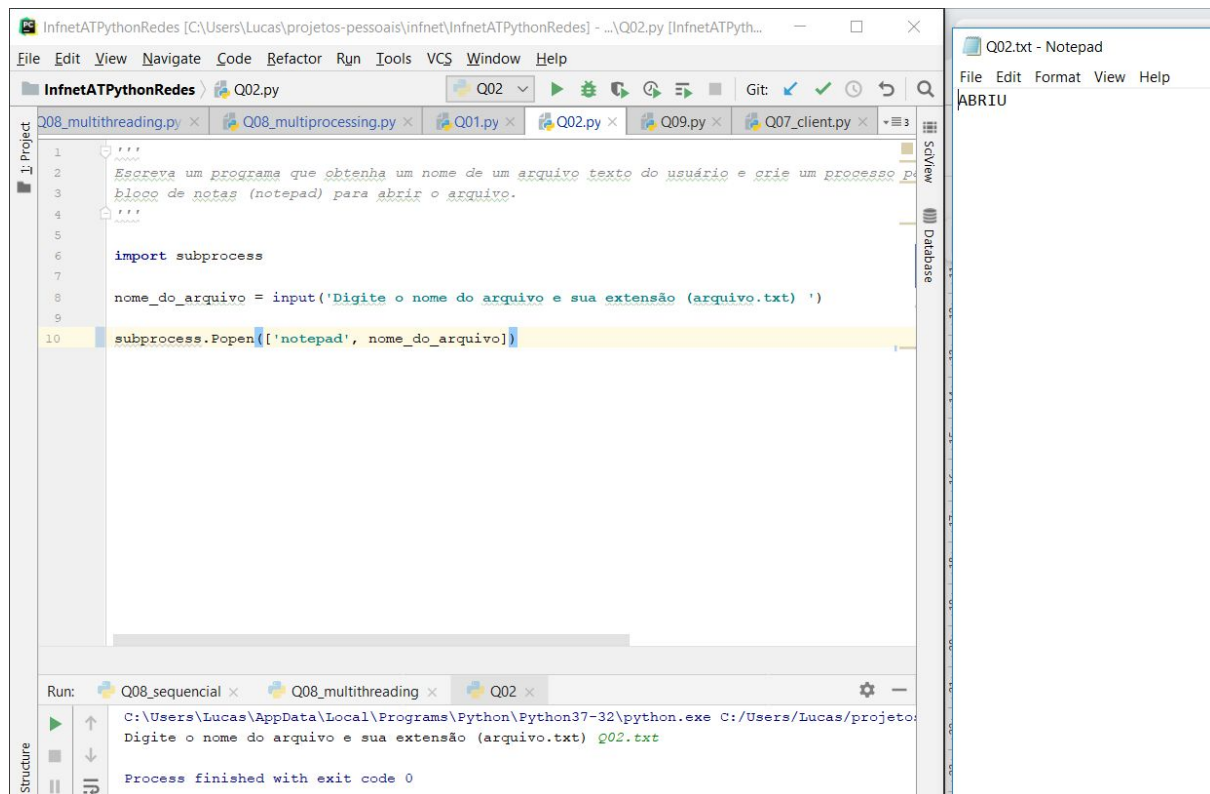 InfnetATPythonRedes [C:\Users\Lucas\projetos-pessoais\infnet\InfnetATPythonRedes] - ...\Q02.py [InfnetATPyth...
File Edit View Navigate Code Refactor Run Tools VCS Window Help
InfnetATPythonRedes Q02.py Q02 Git:
Q08_multithreading.py Q08_multiprocessing.py Q01.py Q02.py Q09.py Q07_client.py 3
1: Project
1 '''
2 Escreva um programa que obtenha um nome de um arquivo texto do usuário e crie um processo
3 bloco de notas (notepad) para abrir o arquivo.
4 '''
5
6 import subprocess
7
8 nome_do_arquivo = input('Digite o nome do arquivo e sua extensão (arquivo.txt) ')
9
10 subprocess.Popen(['notepad', nome_do_arquivo])
SciView
Database
Run: Q08_sequencial Q08_multithreading Q02
C:\Users\Lucas\AppData\Local\Programs\Python\Python37-32\python.exe C:/Users/Lucas/projeto
Digite o nome do arquivo e sua extensão (arquivo.txt) Q02.txt
Process finished with exit code 0
Structure
Q02.txt - Notepad
File Edit Format View Help
ABRIU